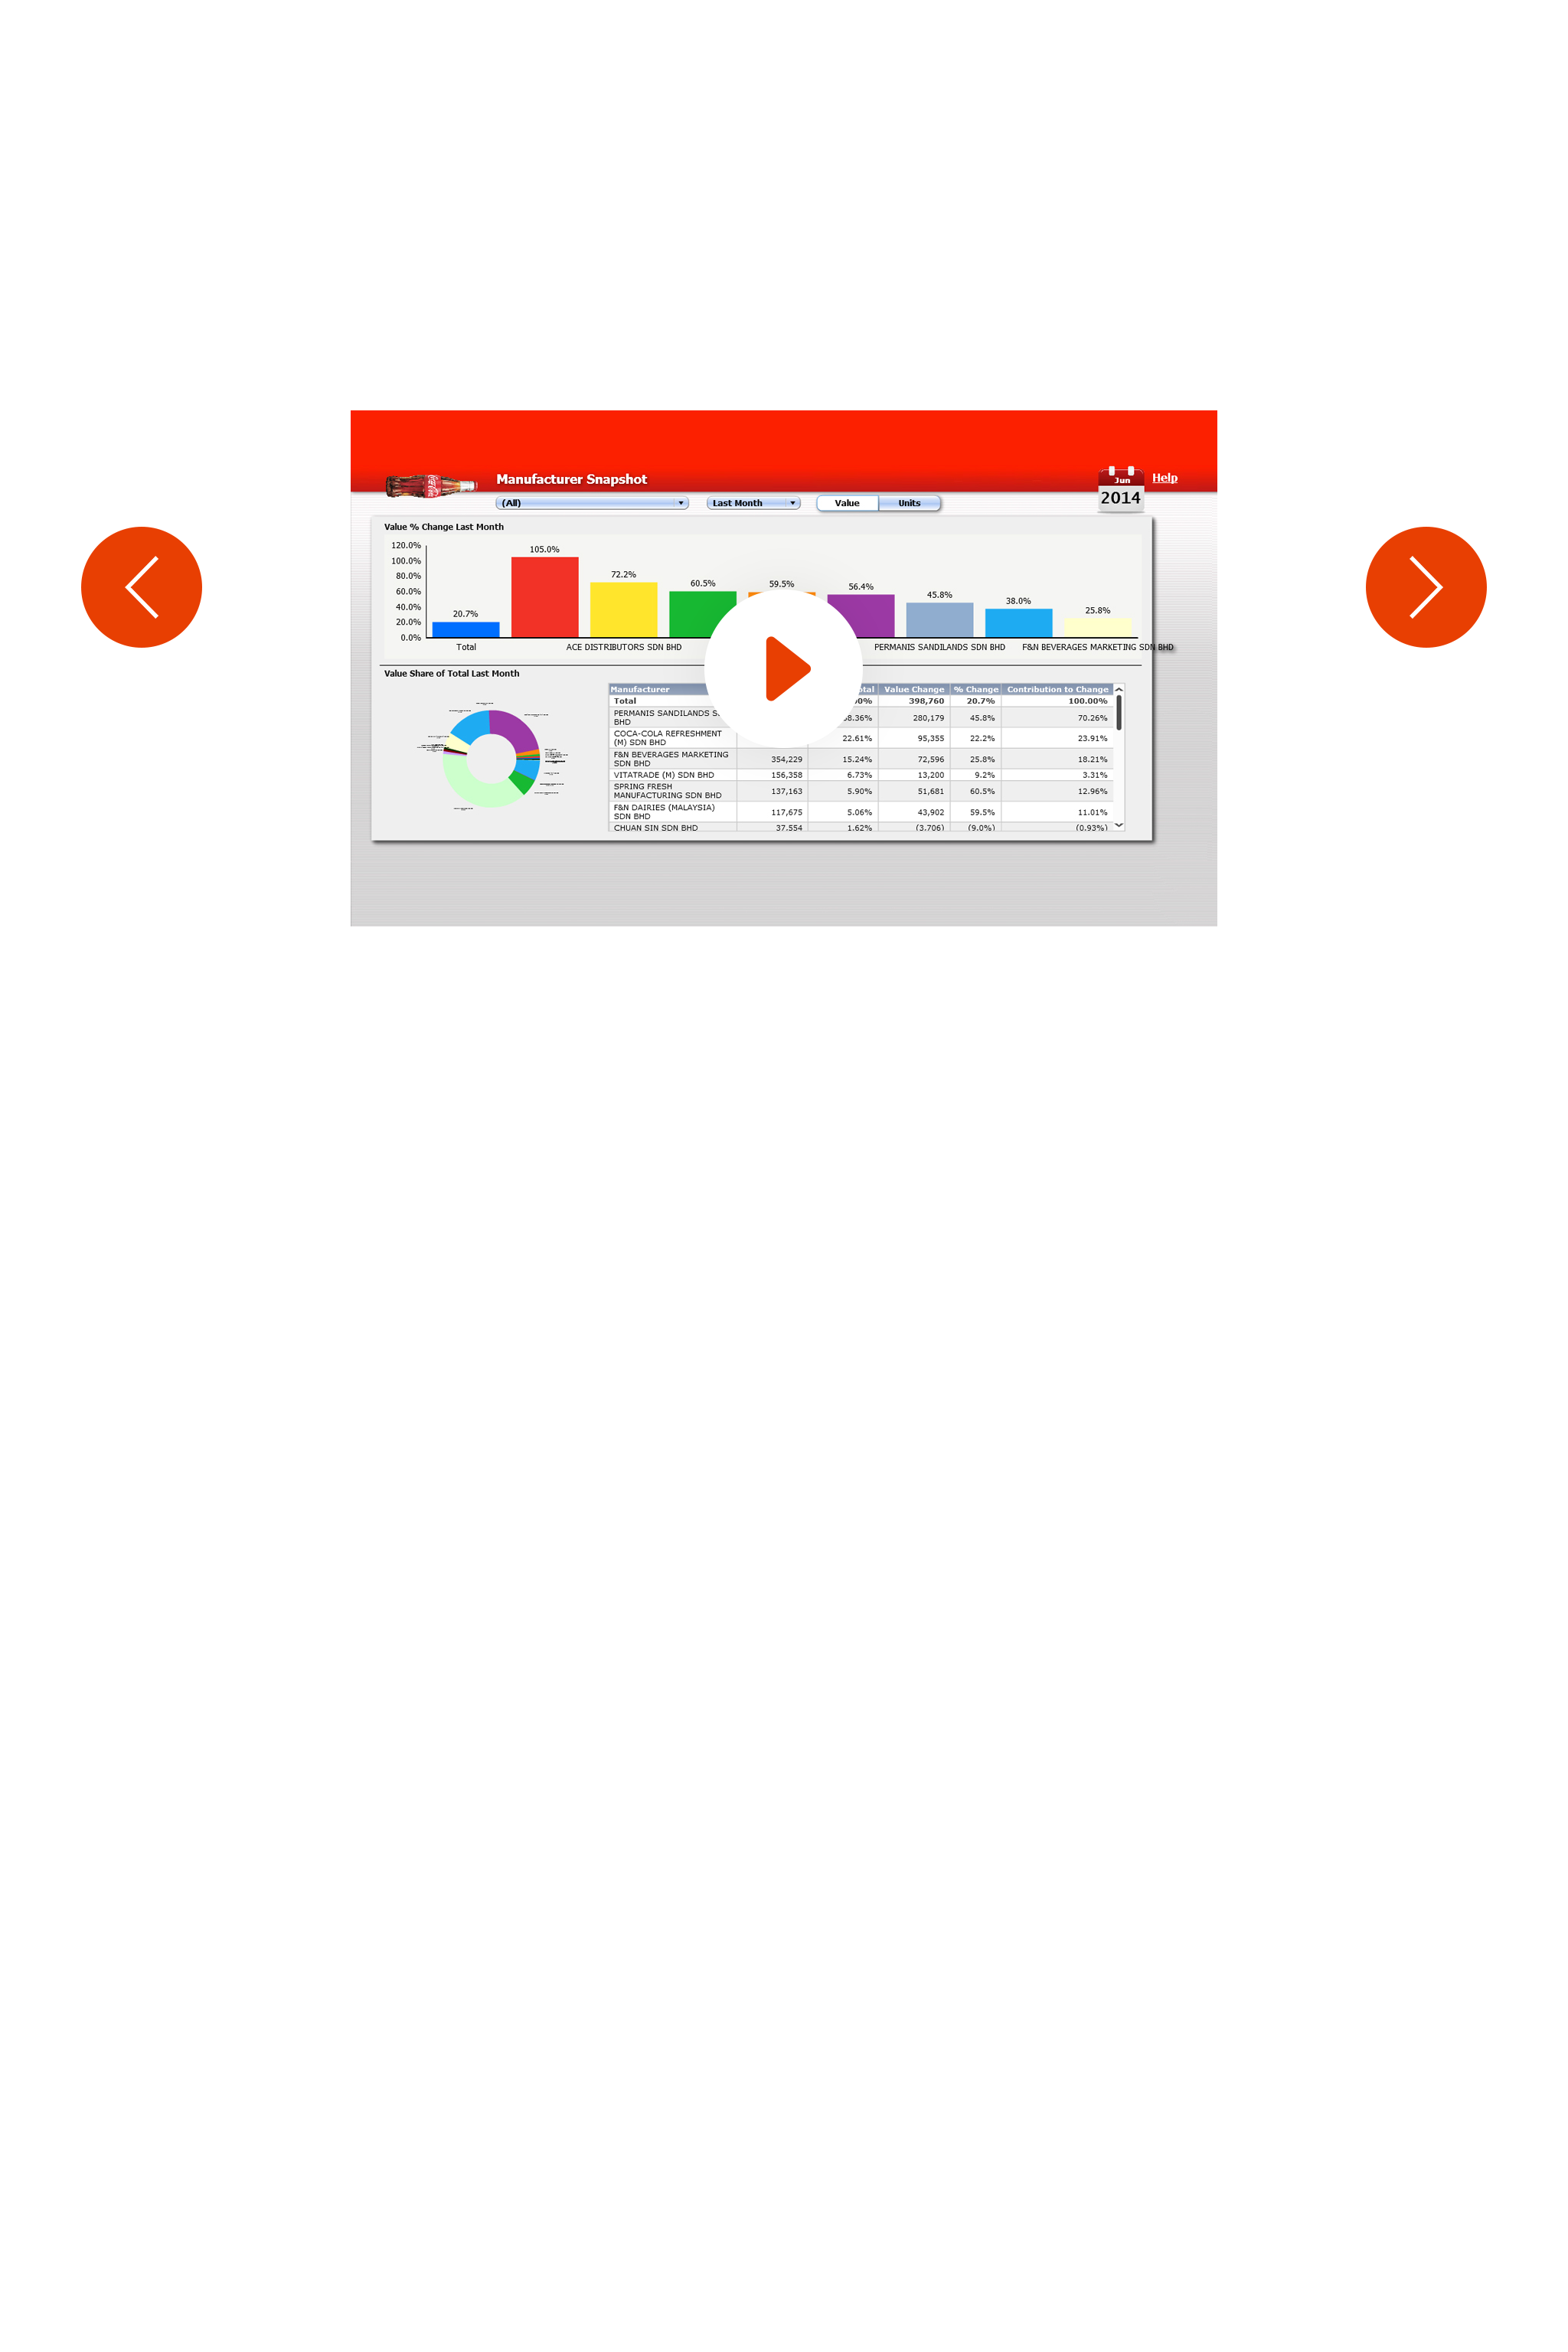 Manufacturer Snapshot
Jun
2014
Help
(All)
Last Month
Value
Units
Value % Change Last Month
120.0%
100.0%
80.0%
60.0%
40.0%
20.0%
0.0%
20.7%
105.0%
72.2%
60.5%
59.5%
56.4%
45.8%
38.0%
25.8%
Total
ACE DISTRIBUTORS SDN BHD
PERMANIS SANDILANDS SDN BHD
F&N BEVERAGES MARKETING SDN BHD
Value Share of Total Last Month
Manufacturer Value Change % Change Contribution to Change
Total 398,760 20.7% 100.00%
PERMANIS SANDILANDS
BHD
280,179 45.8% 70.26%
COCA-COLA REFRESHMENT
(M) SDN BHD
22.61% 95,355 22.2% 23.91%
F&N BEVERAGES MARKETING
SDN BHD
354,229 15.24% 72,596 25.8% 18.21%
VITATRADE (M) SDN BHD 156,358 6.73% 13,200 9.2% 3.31%
SPRING FRESH
MANUFACTURING SDN BHD
137,163 5.90% 51,681 60.5% 12.96%
F&N DAIRIES (MALAYSIA)
SDN BHD
117,675 5.06% 43,902 59.5% 11.01%
CHUAN SIN SDN BHD 37,554 1.62% (3,706) (9.0%) (0.93%)